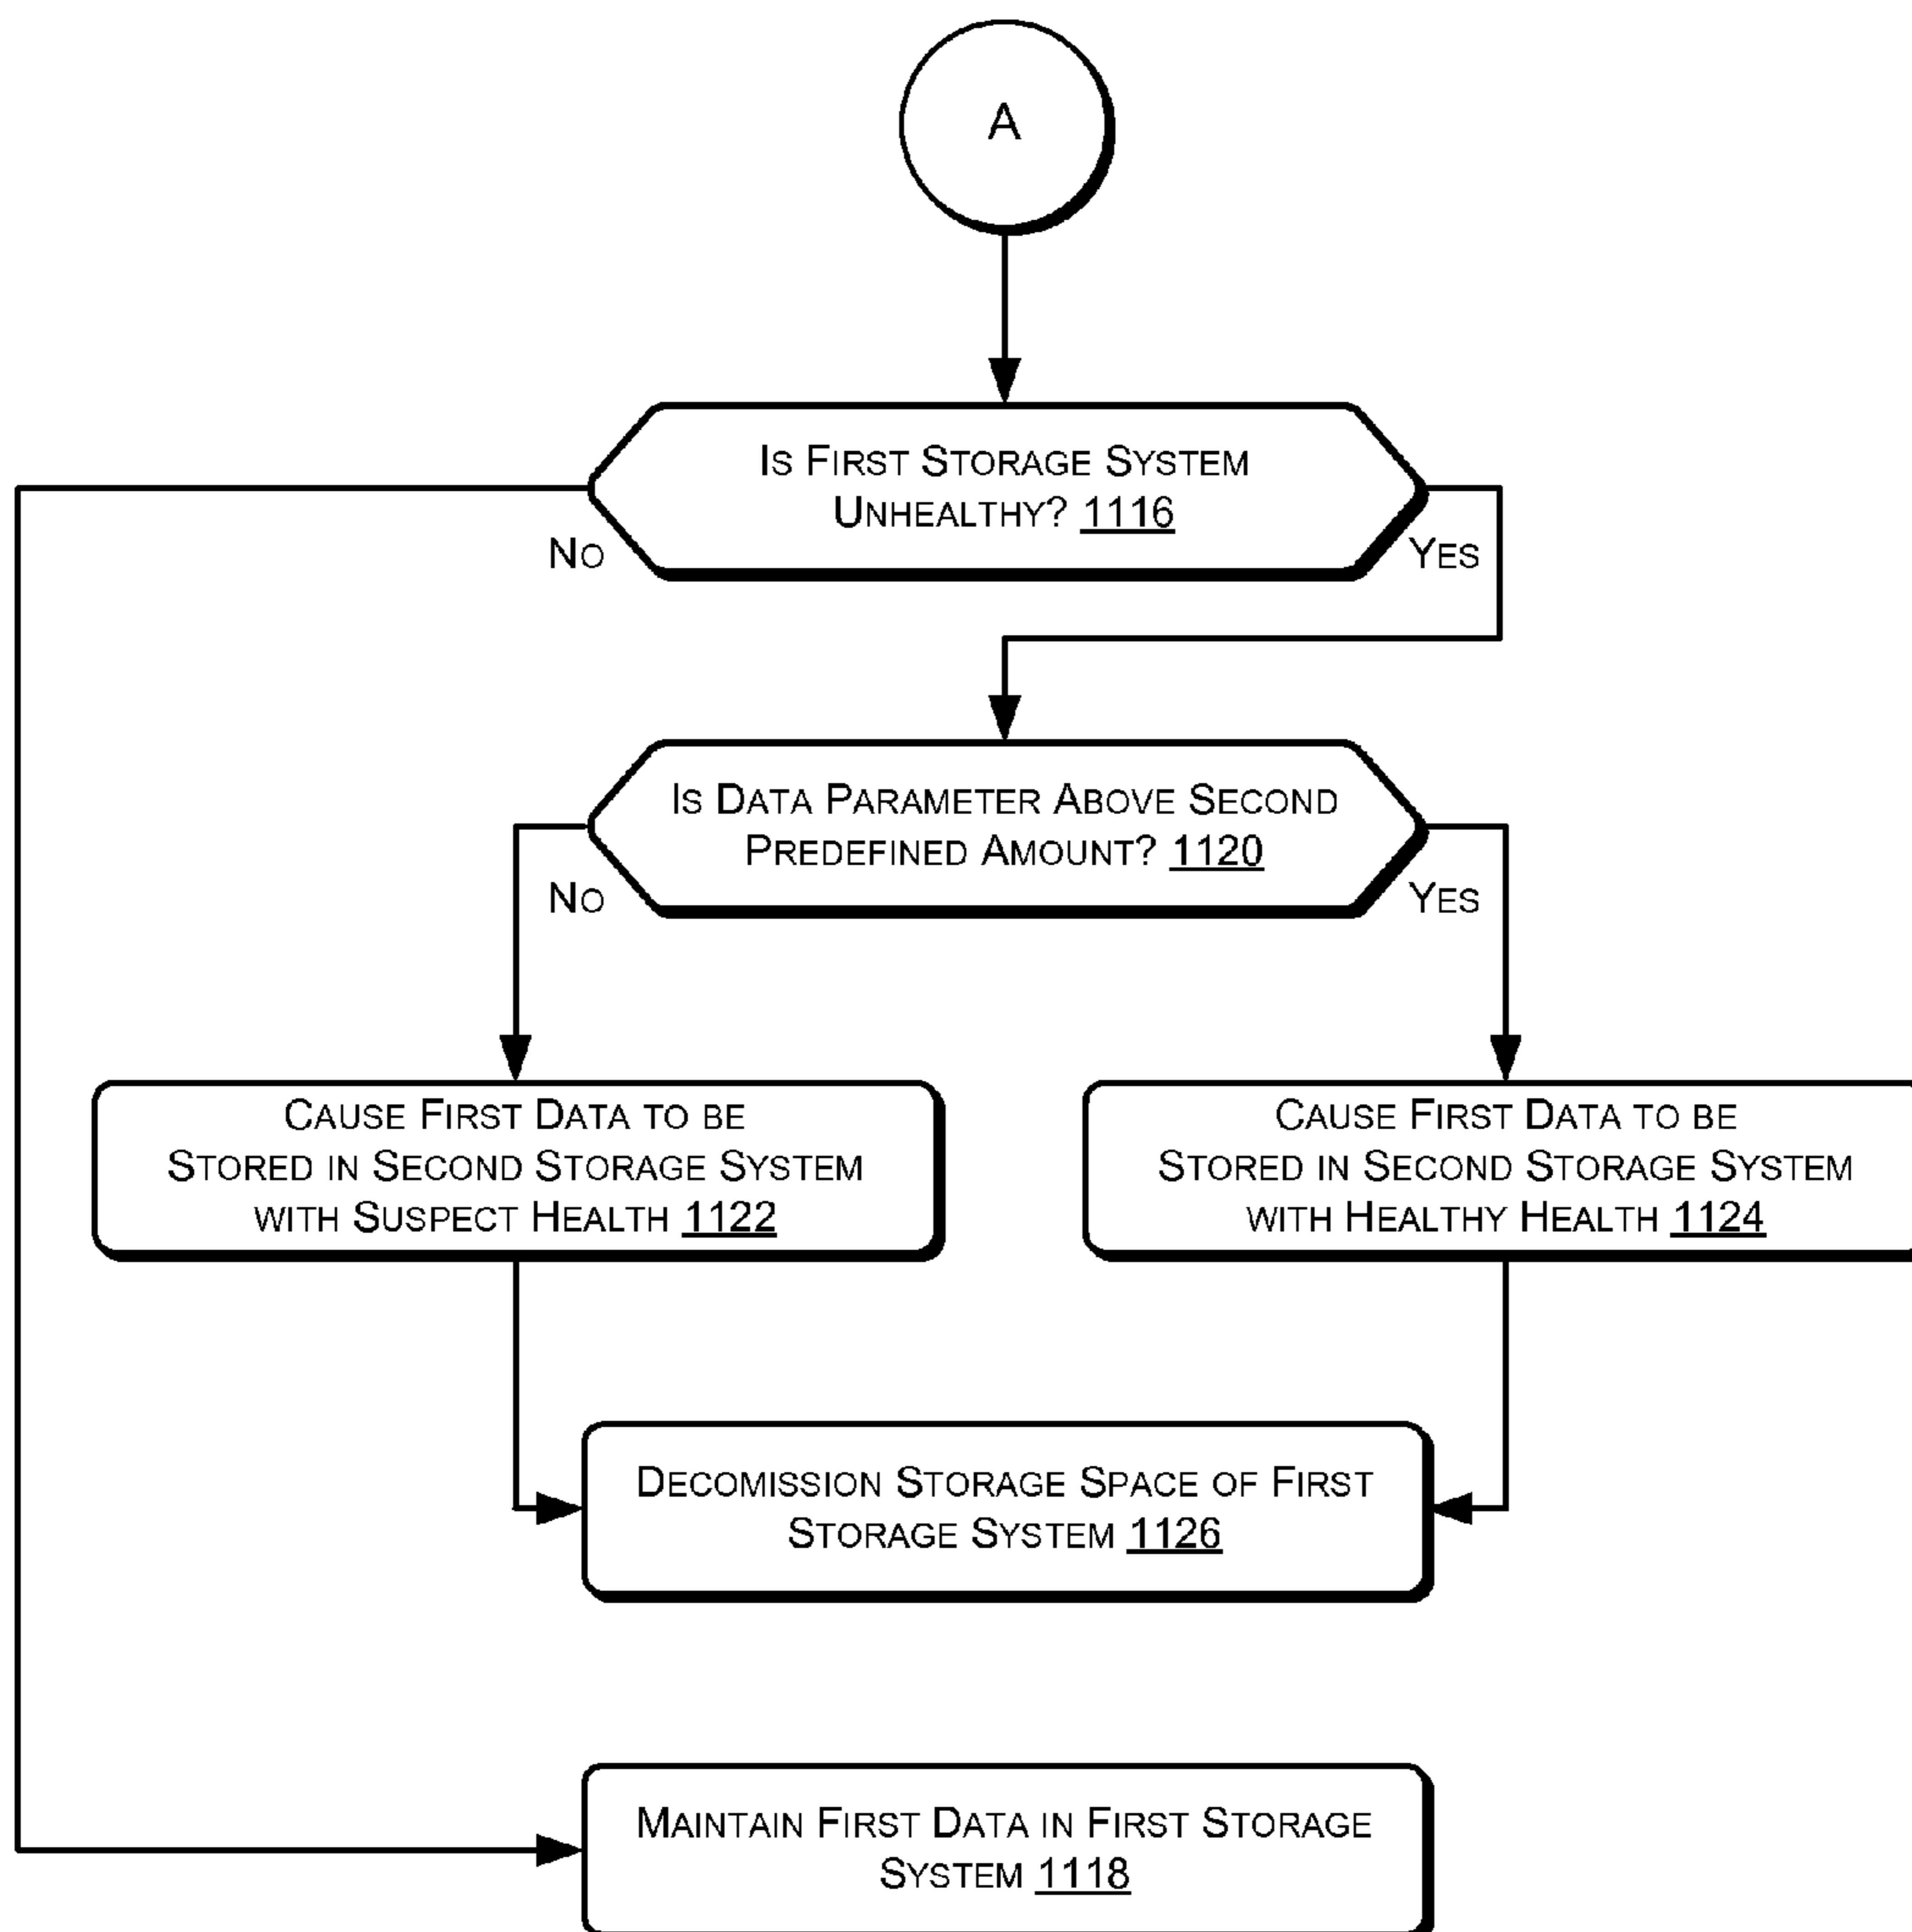 A
Is First Storage System
Unhealthy? 1116
No
Yes
Is Data Parameter Above Second
Predefined Amount? 1120
No
Yes
Cause First Data to be
Stored in Second Storage System
with Suspect Health 1122
Cause First Data to be
Stored in Second Storage System
with Healthy Health 1124
Decomission Storage Space of First
Storage System 1126
Maintain First Data in First Storage
System 1118